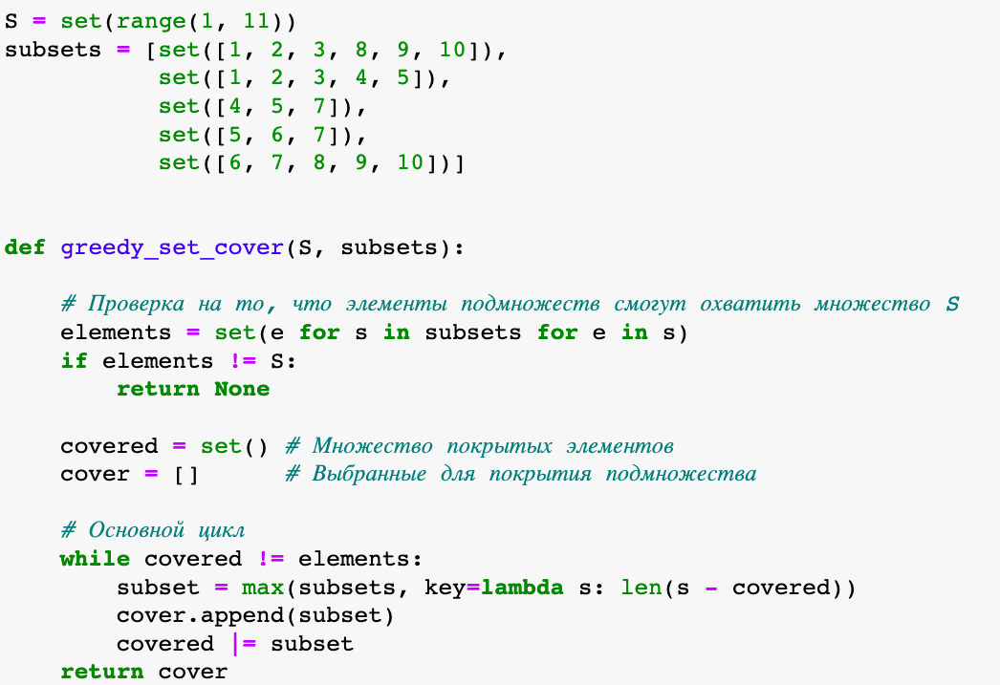 S = set(range(1, 11))
subsets = [set([1, 2, 3, 8, 9, 10]),
           set([1, 2, 3, 4, 5]),
           set([4, 5, 7]),
           set([5, 6, 7]),
           set([6, 7, 8, 9, 10])]
def greedy_set_cover(S, subsets):
    # Проверка на то, что элементы подмножеств смогут охватить множество S
    elements = set(e for s in subsets for e in s)
    if elements != S:
        return None
    covered = set() # Множество покрытых элементов
    cover = []      # Выбранные для покрытия подмножества
    # Основной цикл
    while covered != elements:
        subset = max(subsets, key=lambda s: len(s - covered))
        cover.append(subset)
        covered |= subset
    return cover